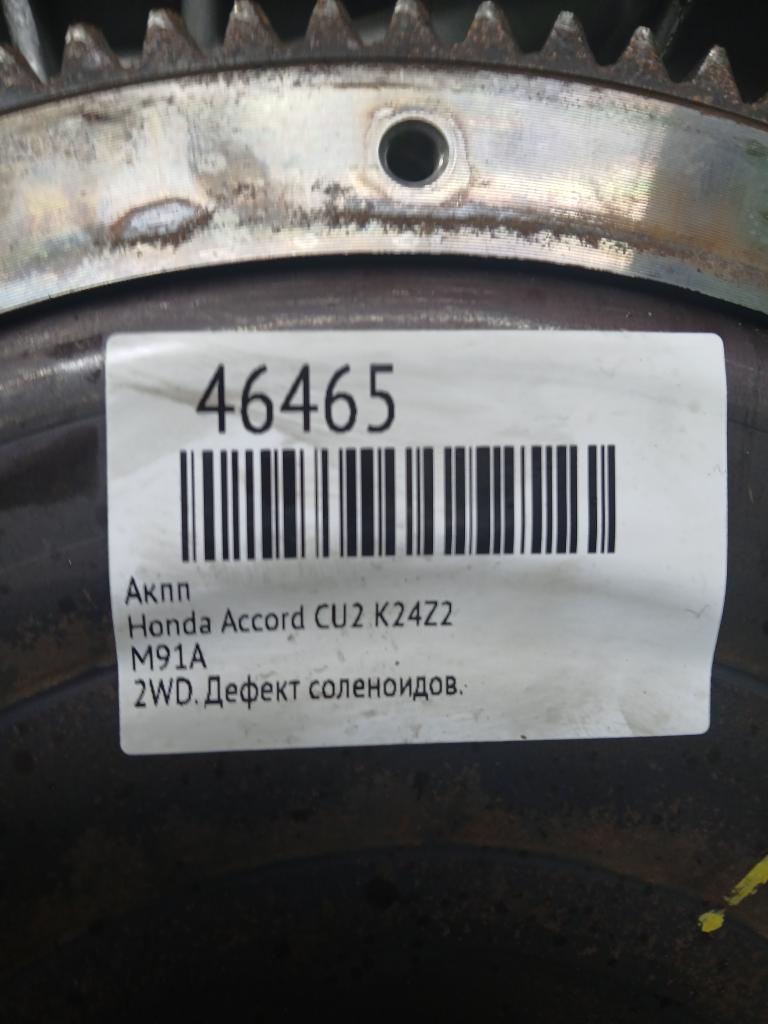 46465
Акпп
Honda Accord CU2 K24Z2
M91A
2WD. Дефект соленоидов.